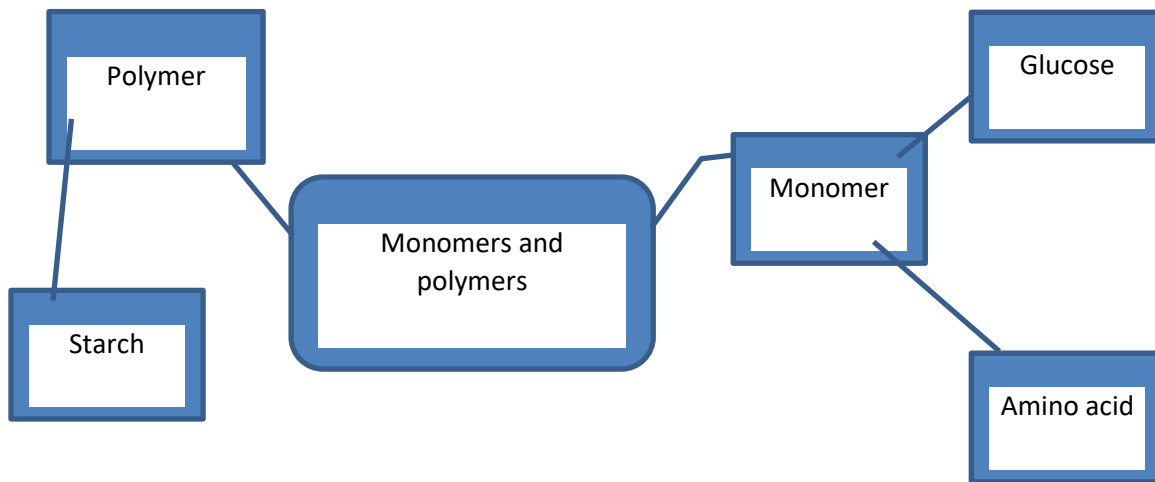 Polymer
Glucose
Monomer
Monomers and
polymers
Starch
Amino acid